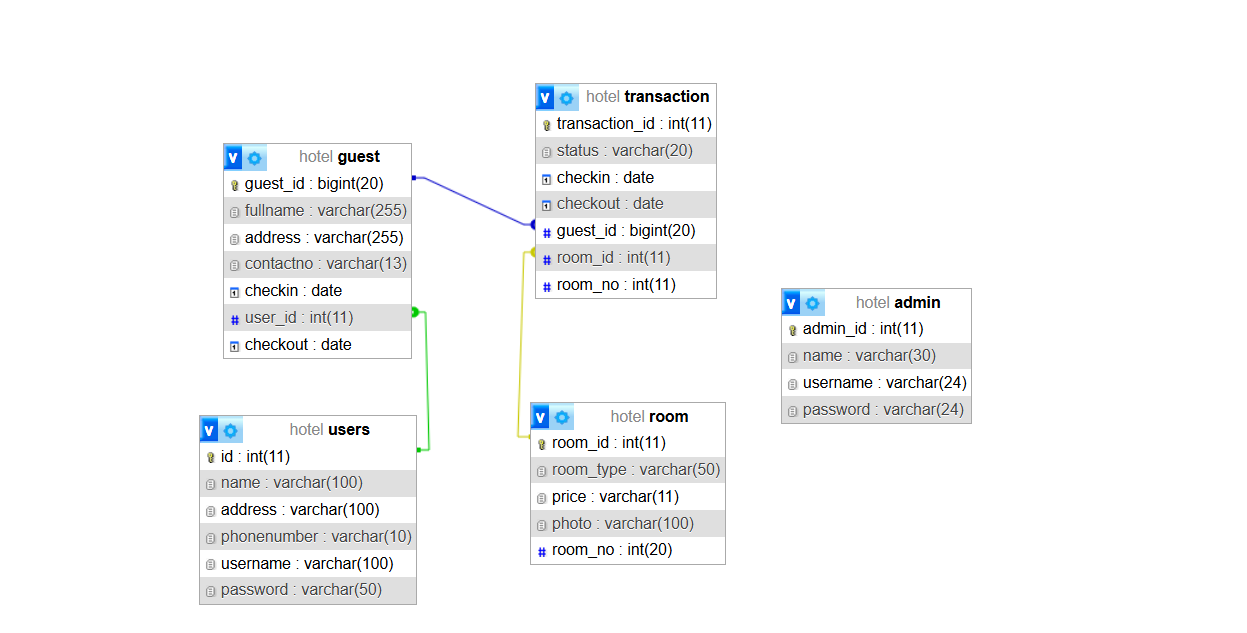 v hotel transaction
transaction_id : int(11)
status : varchar(20)
checkin : date
checkout : date
# guest_id : bigint(20)
# room_id : int(11)
# room_no : int(11)
v hotel guest
guest_id : bigint(20)
fullname : varchar(255)
address : varchar(255)
contactno : varchar(13)
checkin : date
# user_id : int(11)
checkout : date
v hotel admin
admin_id : int(11)
name : varchar(30)
username : varchar(24)
password : varchar(24)
v hotel users
id : int(11)
name : varchar(100)
address : varchar(100)
phonenumber : varchar(10)
username : varchar(100)
password : varchar(50)
v hotel room
room_id : int(11)
room_type : varchar(50)
price : varchar(11)
photo : varchar(100)
# room_no : int(20)